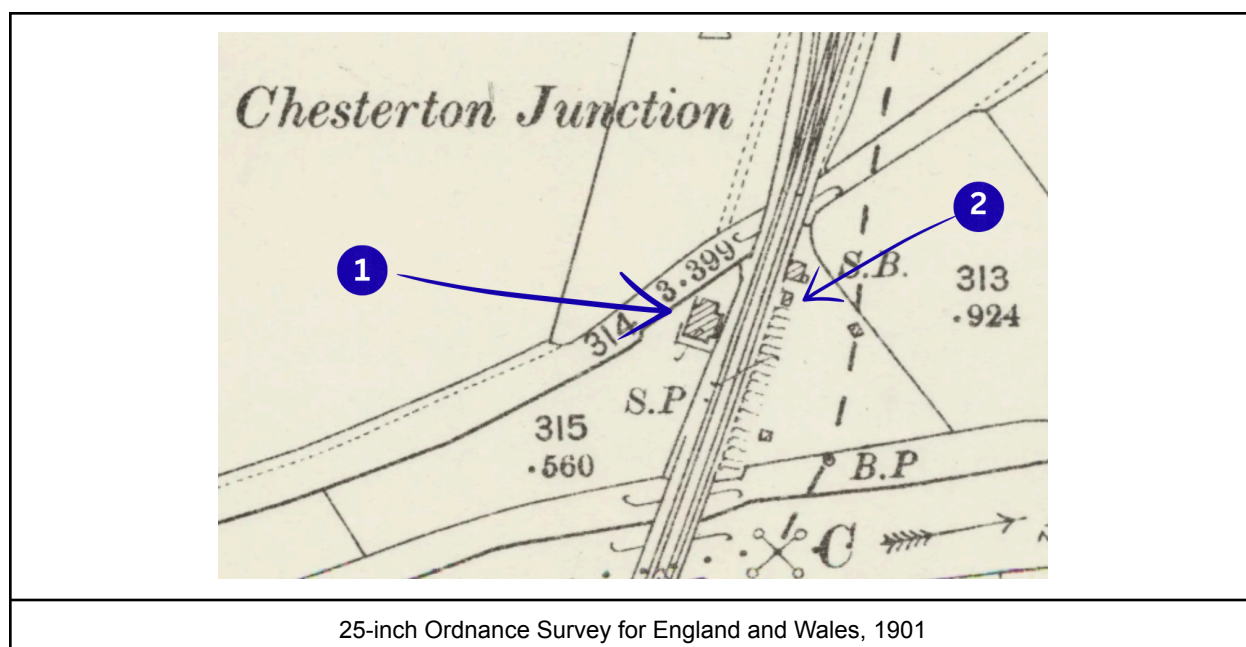 Chesterton Junction
2
1
3·399
S.B.
313
·924
314
S.P
315
·560
B.P
C
25-inch Ordnance Survey for England and Wales, 1901